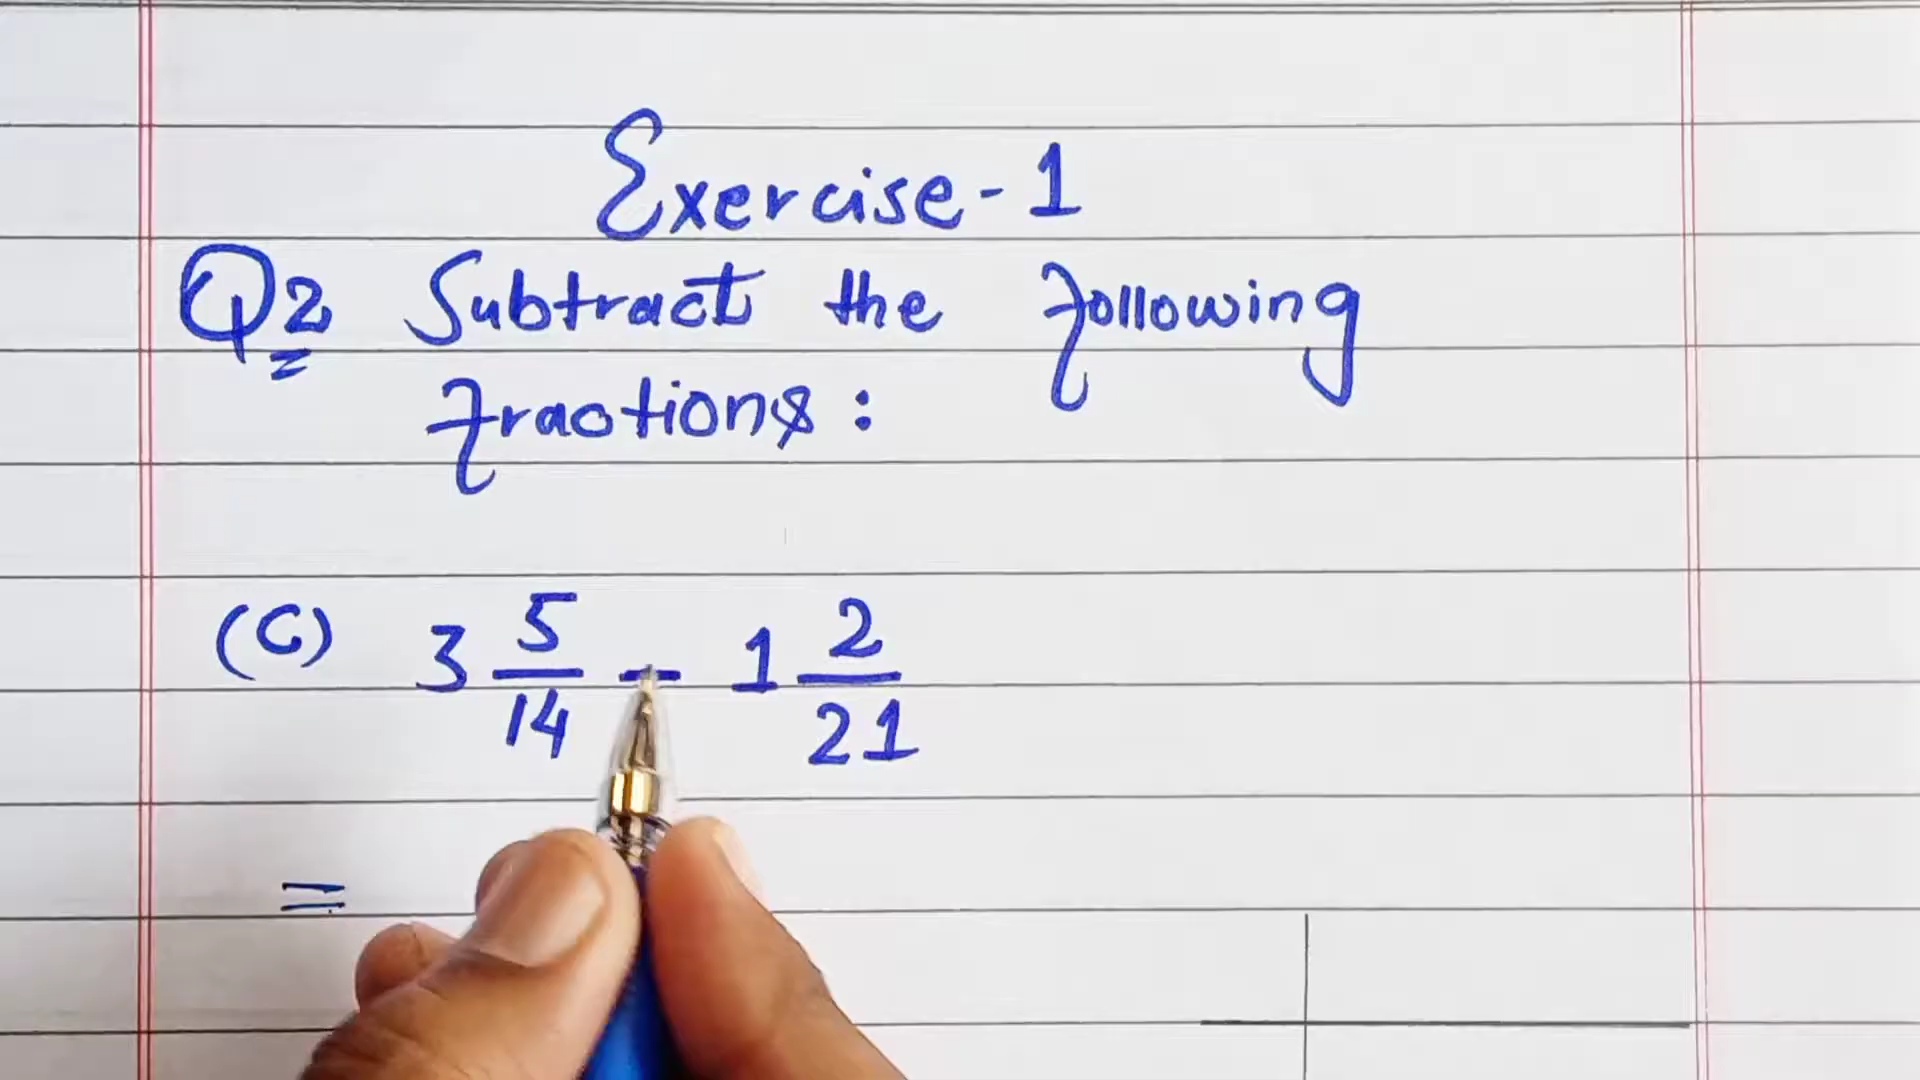 Exercise-1
Q2 Subtract the following
fractions:
(C) 3 5/14 - 1 2/21
=